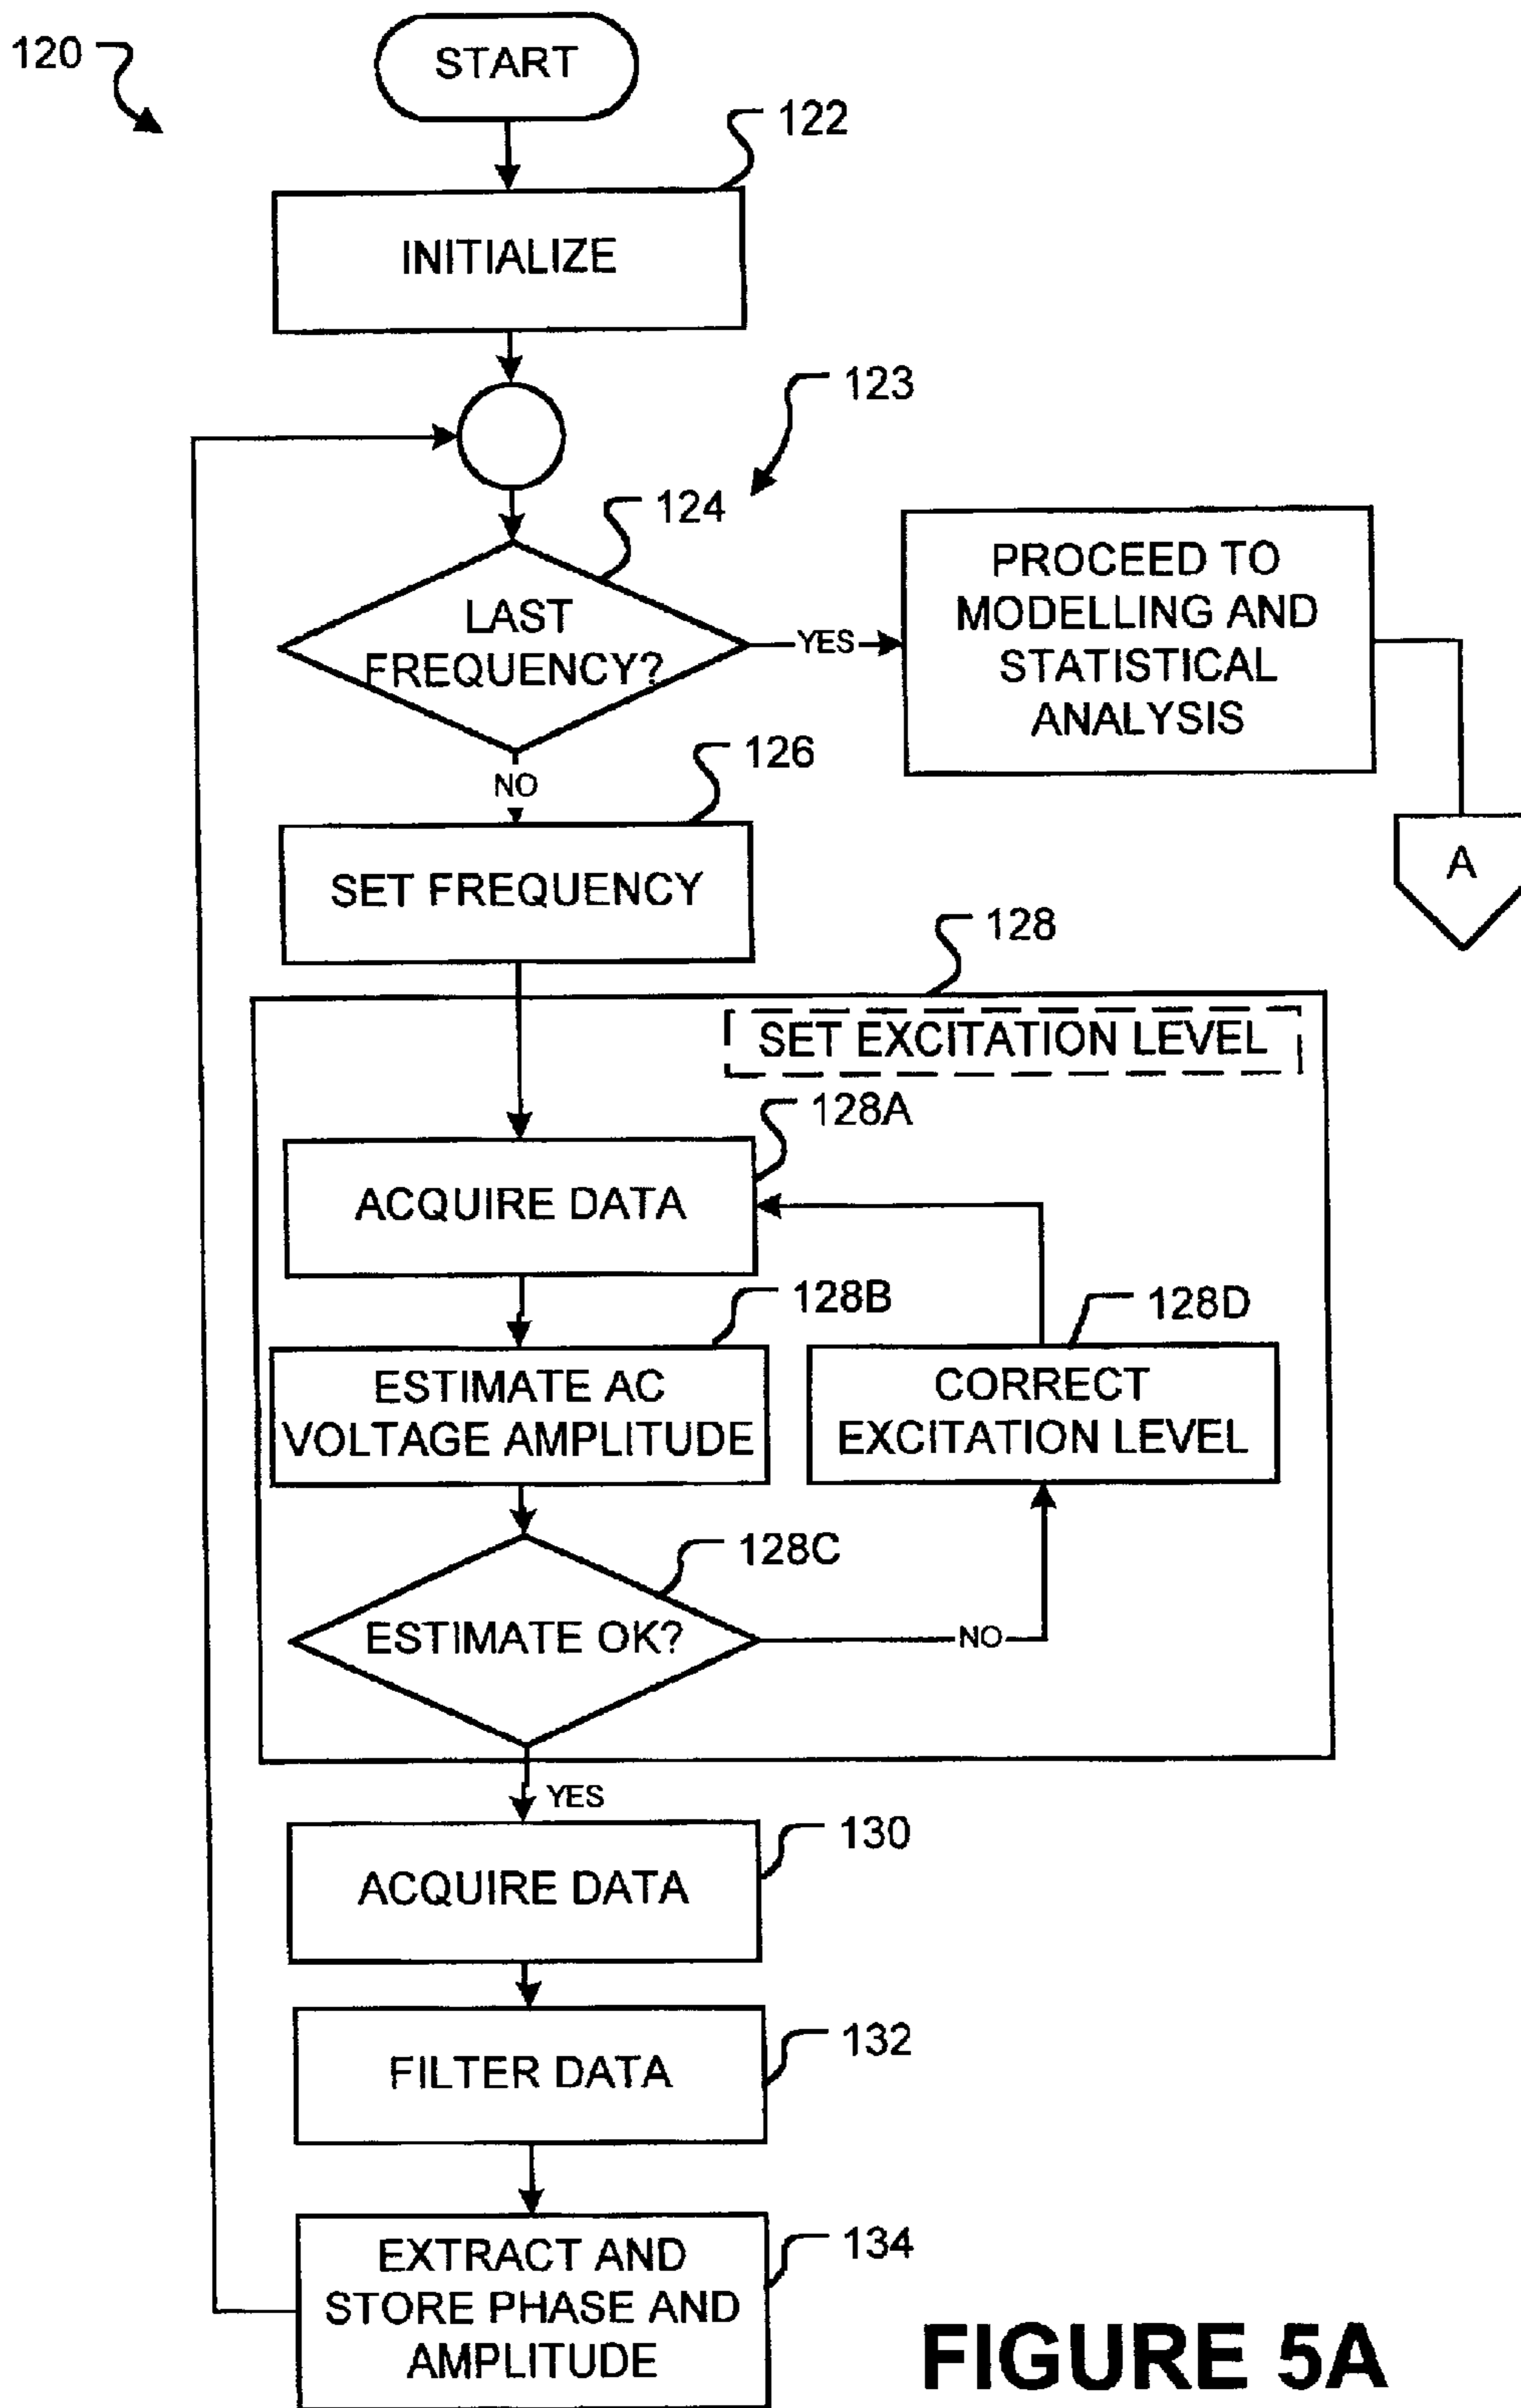 120
START
122
INITIALIZE
123
124
LAST
FREQUENCY?
YES
PROCEED TO
MODELLING AND
STATISTICAL
ANALYSIS
A
NO
126
SET FREQUENCY
128
SET EXCITATION LEVEL
128A
ACQUIRE DATA
128B
ESTIMATE AC
VOLTAGE AMPLITUDE
128D
CORRECT
EXCITATION LEVEL
128C
ESTIMATE OK?
NO
YES
130
ACQUIRE DATA
132
FILTER DATA
134
EXTRACT AND
STORE PHASE AND
AMPLITUDE
FIGURE 5A